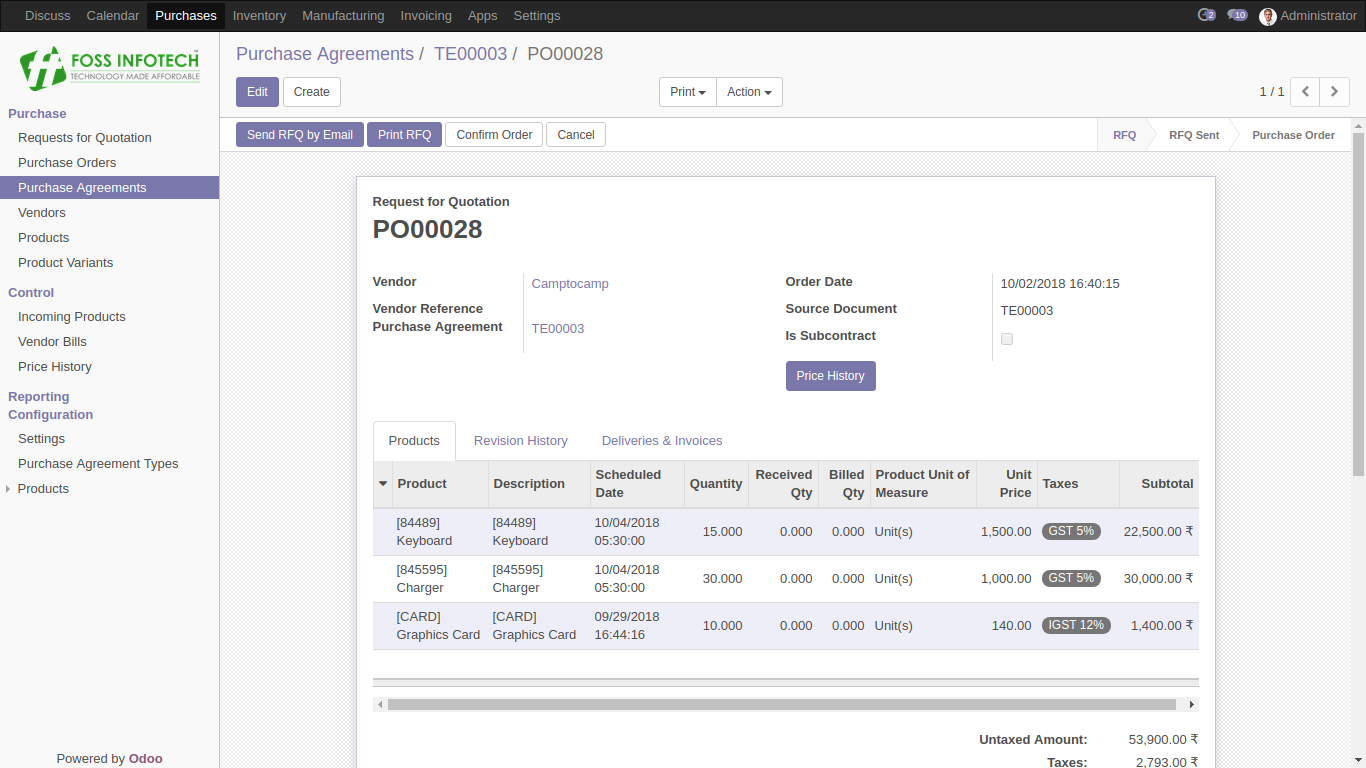 Discuss Calendar Purchases Inventory Manufacturing Invoicing Apps Settings 2 10 Administrator
FOSS INFOTECH
TECHNOLOGY MADE AFFORDABLE
Purchase
Requests for Quotation
Purchase Orders
Purchase Agreements
Vendors
Products
Product Variants
Control
Incoming Products
Vendor Bills
Price History
Reporting
Configuration
Settings
Purchase Agreement Types
Products
Powered by Odoo
Purchase Agreements / TE00003 / PO00028
Edit Create Print Action 1 / 1
Send RFQ by Email Print RFQ Confirm Order Cancel RFQ RFQ Sent Purchase Order
Request for Quotation
PO00028
Vendor Camptocamp
Vendor Reference
Purchase Agreement TE00003
Order Date 10/02/2018 16:40:15
Source Document TE00003
Is Subcontract
Price History
Products Revision History Deliveries & Invoices
Product Description Scheduled Date Quantity Received Qty Billed Qty Product Unit of Measure Unit Price Taxes Subtotal
[84489] Keyboard [84489] Keyboard 10/04/2018 05:30:00 15.000 0.000 0.000 Unit(s) 1,500.00 GST 5% 22,500.00 ₹
[845595] Charger [845595] Charger 10/04/2018 05:30:00 30.000 0.000 0.000 Unit(s) 1,000.00 GST 5% 30,000.00 ₹
[CARD] Graphics Card [CARD] Graphics Card 09/29/2018 16:44:16 10.000 0.000 0.000 Unit(s) 140.00 IGST 12% 1,400.00 ₹
Untaxed Amount: 53,900.00 ₹
Taxes: 2,793.00 ₹